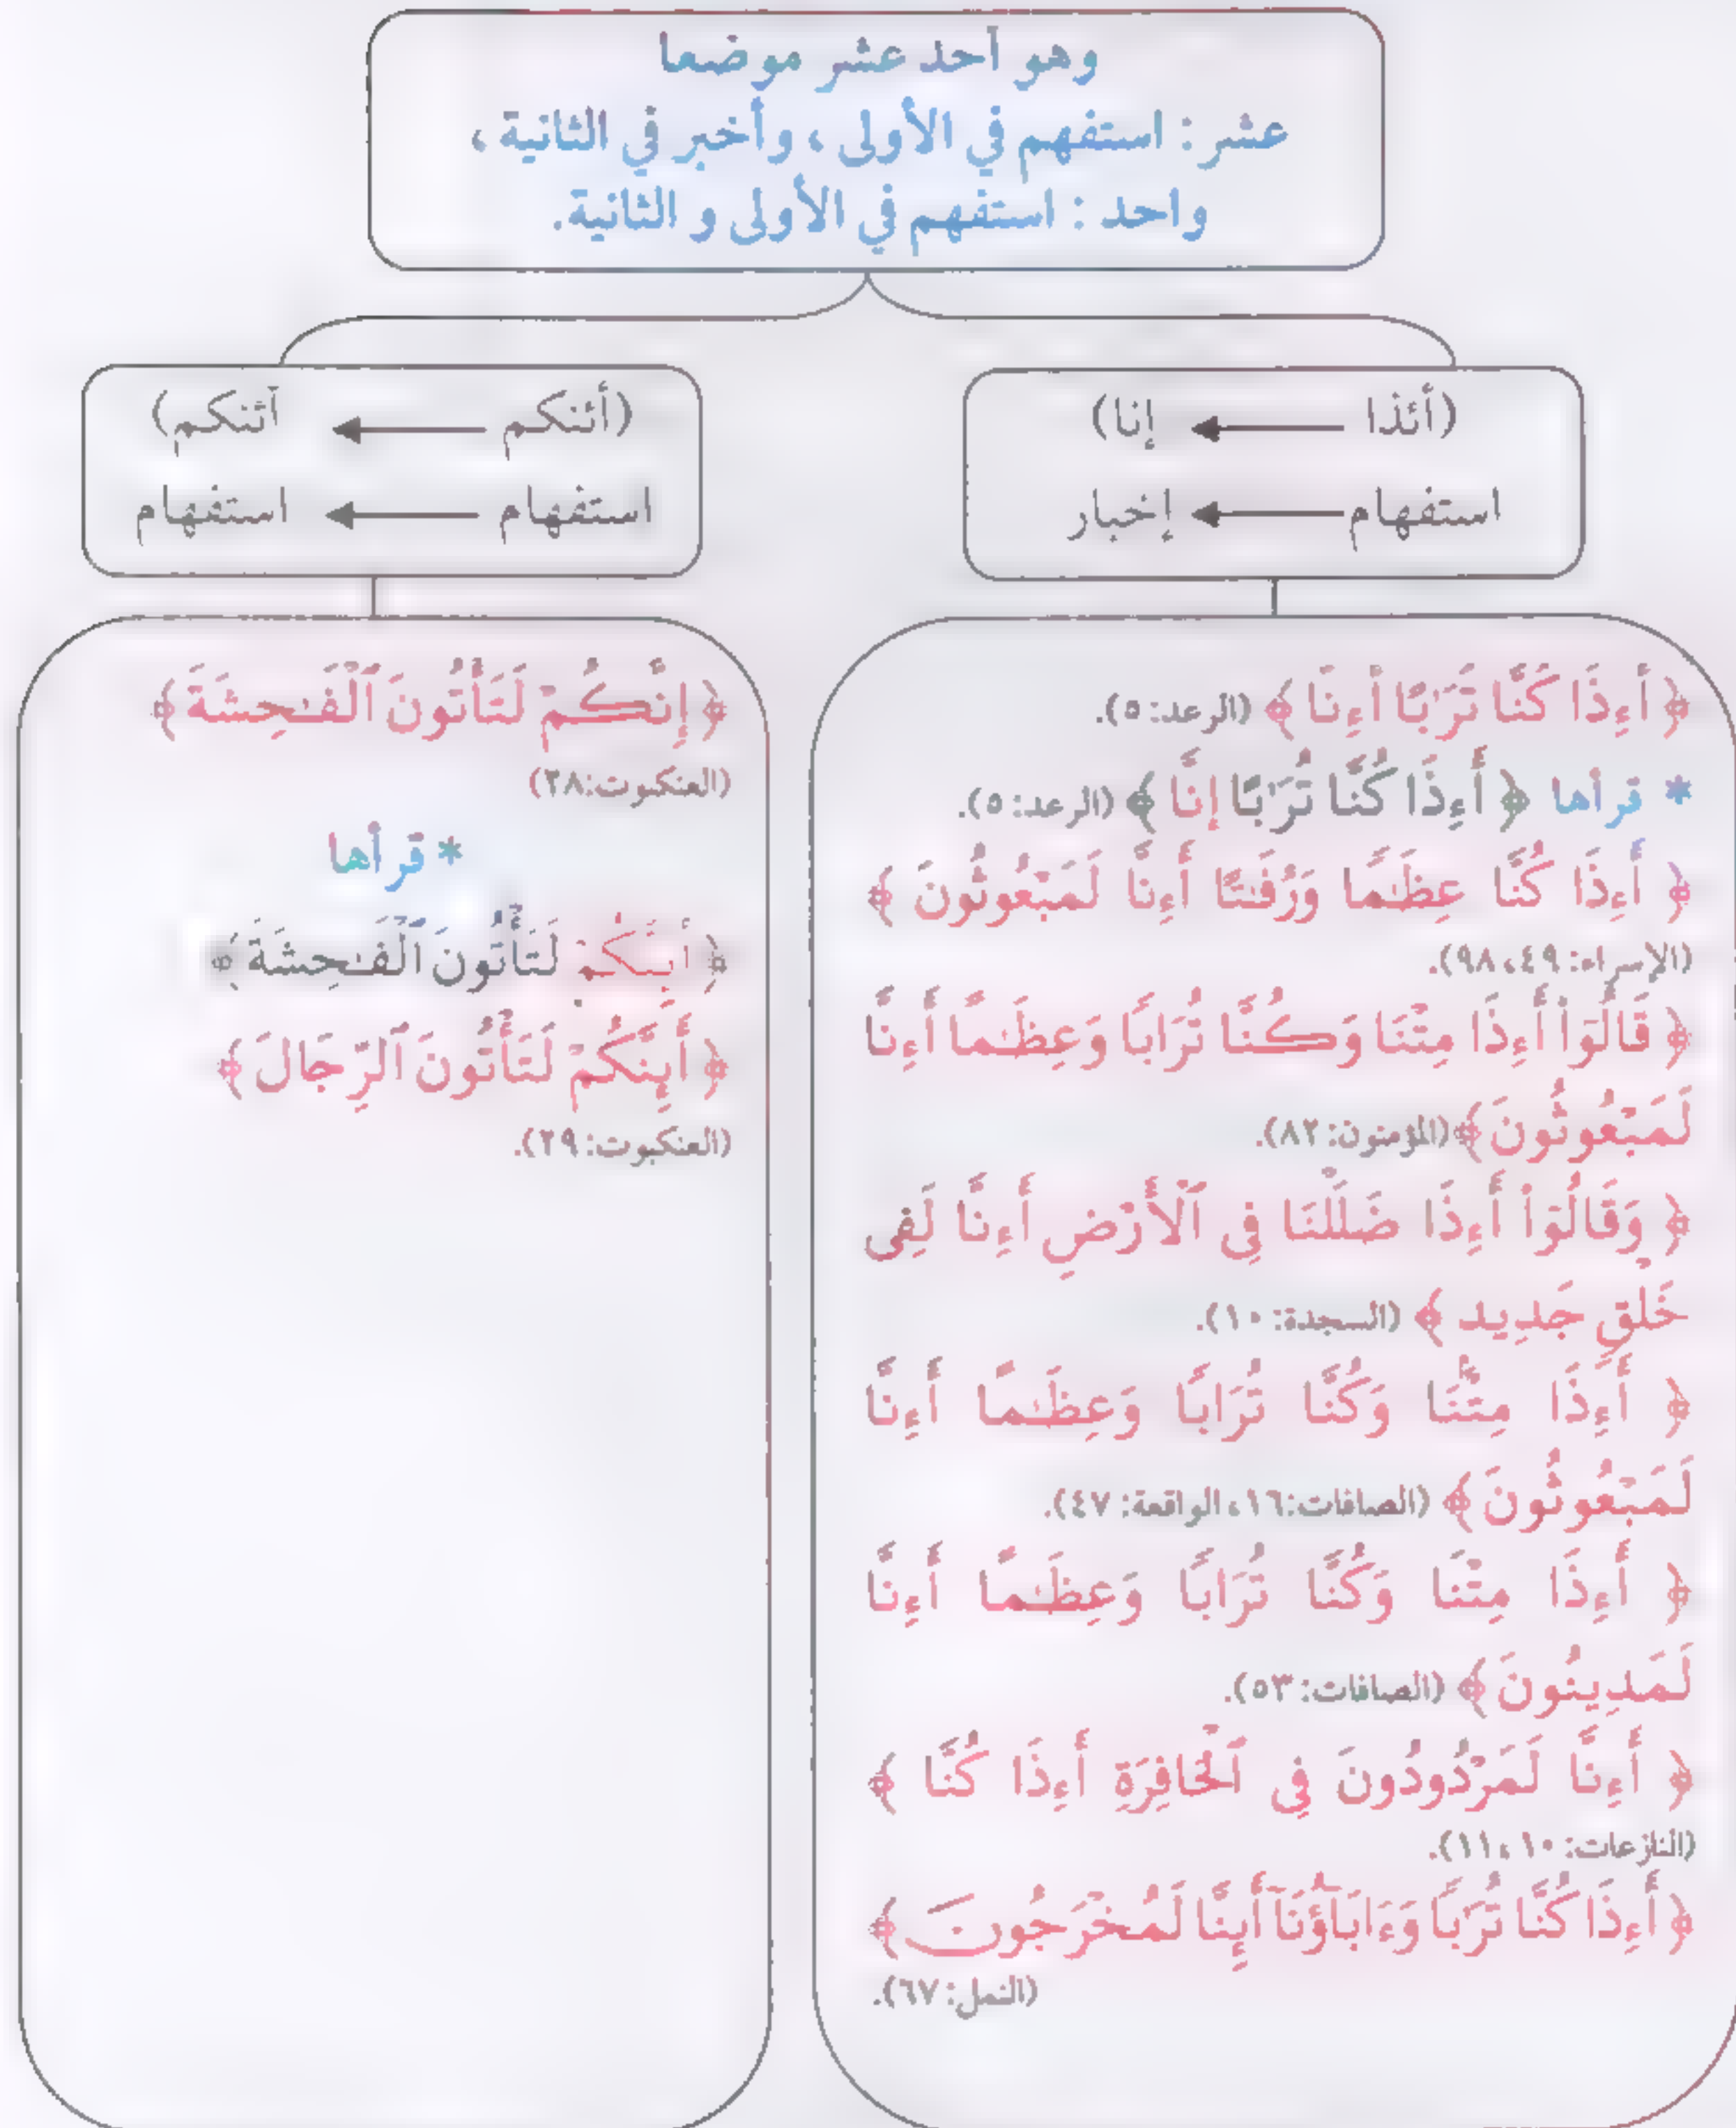 وهو أحد عشر موضعا
عشر : استفهم في الأولى ، وأخبر في الثانية ،
واحد : استفهم في الأولى و الثانية.
(أئذا ← إنا)
استفهام ← إخبار
(أئنكم ← آئنكم)
استفهام ← استفهام
﴿ أَءِذَا كُنَّا تُرَٰبًا أَءِنَّا ﴾ (الرعد: ٥).
* قرأها ﴿ أَءِذَا كُنَّا تُرَٰبًا إِنَّا ﴾ (الرعد: ٥).
﴿ أَءِذَا كُنَّا عِظَٰمًا وَرُفَٰتًا أَءِنَّا لَمَبْعُوثُونَ ﴾
(الإسراء: ٤٩، ٩٨).
﴿ قَالُوٓا۟ أَءِذَا مِتْنَا وَكُنَّا تُرَابًا وَعِظَٰمًا أَءِنَّا
لَمَبْعُوثُونَ ﴾ (المؤمنون: ٨٢).
﴿ وَقَالُوٓا۟ أَءِذَا ضَلَلْنَا فِى ٱلْأَرْضِ أَءِنَّا لَفِى
خَلْقٍ جَدِيد ﴾ (السجدة: ١٠).
﴿ أَءِذَا مِتْنَا وَكُنَّا تُرَابًا وَعِظَٰمًا أَءِنَّا
لَمَبْعُوثُونَ ﴾ (الصافات: ١٦، الواقعة: ٤٧).
﴿ أَءِذَا مِتْنَا وَكُنَّا تُرَابًا وَعِظَٰمًا أَءِنَّا
لَمَدِينُونَ ﴾ (الصافات: ٥٣).
﴿ أَءِنَّا لَمَرْدُودُونَ فِى ٱلْحَافِرَةِ أَءِذَا كُنَّا ﴾
(النازعات: ١٠، ١١).
﴿ أَءِذَا كُنَّا تُرَٰبًا وَءَابَآؤُنَآ أَئِنَّا لَمُخْرَجُونَ ﴾
(النمل: ٦٧).
﴿ إِنَّكُمْ لَتَأْتُونَ ٱلْفَٰحِشَةَ ﴾
(العنكبوت: ٢٨)
* قرأها
﴿ أَئِنَّكُمْ لَتَأْتُونَ ٱلْفَٰحِشَةَ ﴾
﴿ أَئِنَّكُمْ لَتَأْتُونَ ٱلرِّجَالَ ﴾
(العنكبوت: ٢٩).